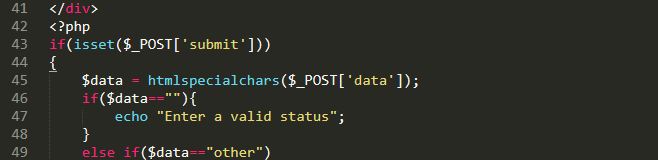 41 </div>
42 <?php
43 if(isset($_POST['submit']))
44 {
45 $data = htmlspecialchars($_POST['data']);
46 if($data==""){
47 echo "Enter a valid status";
48 }
49 else if($data=="other")